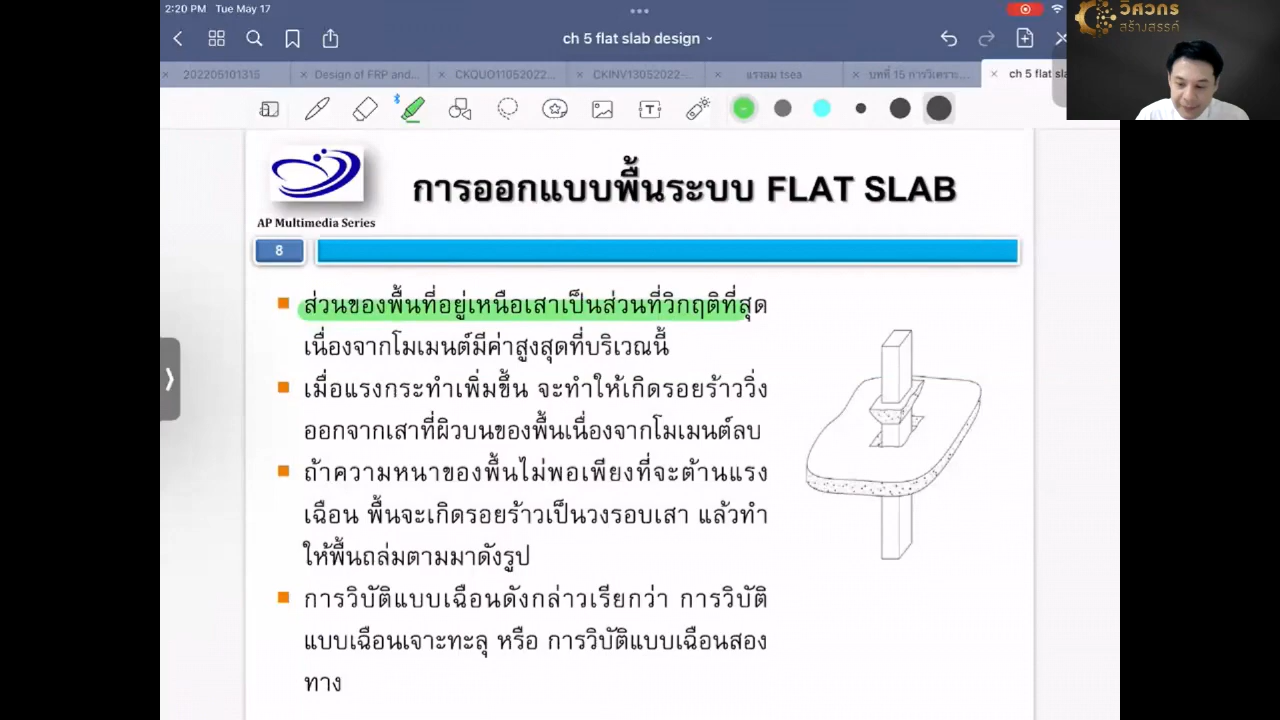 2:20 PM Tue May 17
วิศวกร
สร้างสรรค์
ch 5 flat slab design
202205101315
Design of FRP and...
CKQUO11052022...
CKINV13052022-...
แรงลม tsea
บทที่ 15 การวิเคราะ...
ch 5 flat sla
การออกแบบพื้นระบบ FLAT SLAB
AP Multimedia Series
8
ส่วนของพื้นที่อยู่เหนือเสาเป็นส่วนที่วิกฤติที่สุด
เนื่องจากโมเมนต์มีค่าสูงสุดที่บริเวณนี้
เมื่อแรงกระทำเพิ่มขึ้น จะทำให้เกิดรอยร้าววิ่ง
ออกจากเสาที่ผิวบนของพื้นเนื่องจากโมเมนต์ลบ
ถ้าความหนาของพื้นไม่พอเพียงที่จะต้านแรง
เฉือน พื้นจะเกิดรอยร้าวเป็นวงรอบเสา แล้วทำ
ให้พื้นถล่มตามมาดังรูป
การวิบัติแบบเฉือนดังกล่าวเรียกว่า การวิบัติ
แบบเฉือนเจาะทะลุ หรือ การวิบัติแบบเฉือนสอง
ทาง